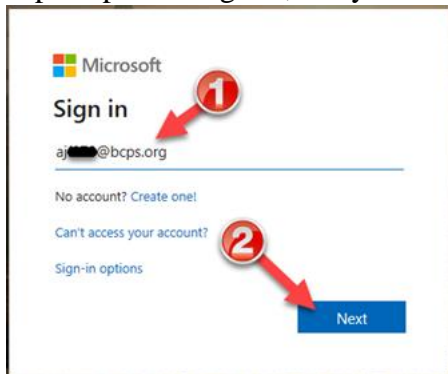 Microsoft
1
Sign in
aj@bcps.org
No account? Create one!
Can't access your account?
2
Sign-in options
Next